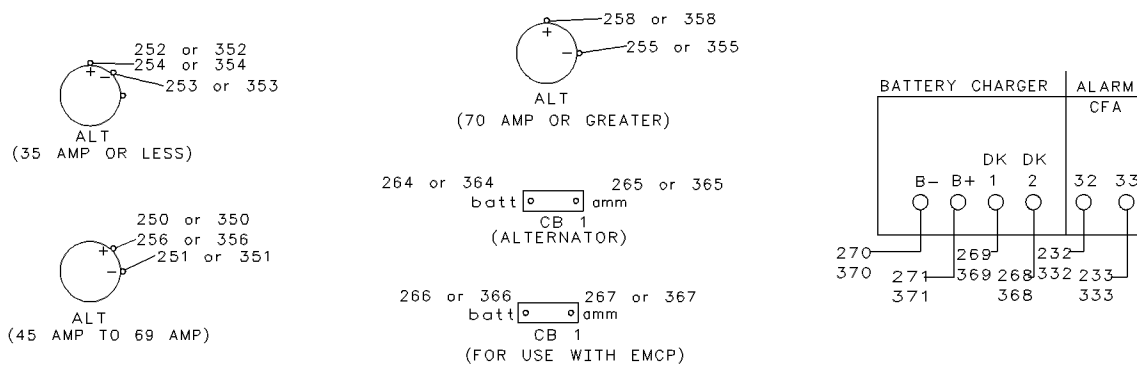 252 or 352
254 or 354
253 or 353
+
-
ALT
(35 AMP OR LESS)
250 or 350
256 or 356
251 or 351
+
-
ALT
(45 AMP TO 69 AMP)
258 or 358
255 or 355
+
-
ALT
(70 AMP OR GREATER)
264 or 364
265 or 365
batt
amm
CB 1
(ALTERNATOR)
266 or 366
267 or 367
batt
amm
CB 1
(FOR USE WITH EMCP)
BATTERY CHARGER
ALARM
CFA
DK DK
B- B+ 1 2 32 33
270
370
271
371
269
369
268
368
232
332
233
333